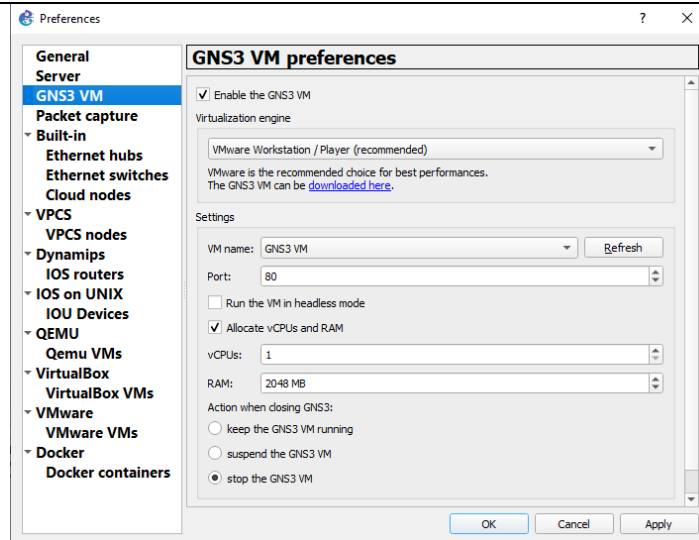 Preferences
General
Server
GNS3 VM
Packet capture
Built-in
Ethernet hubs
Ethernet switches
Cloud nodes
VPCS
VPCS nodes
Dynamips
IOS routers
IOS on UNIX
IOU Devices
QEMU
Qemu VMs
VirtualBox
VirtualBox VMs
VMware
VMware VMs
Docker
Docker containers
GNS3 VM preferences
Enable the GNS3 VM
Virtualization engine
VMware Workstation / Player (recommended)
VMware is the recommended choice for best performances.
The GNS3 VM can be downloaded here.
Settings
VM name: GNS3 VM Refresh
Port: 80
Run the VM in headless mode
Allocate vCPUs and RAM
vCPUs: 1
RAM: 2048 MB
Action when closing GNS3:
keep the GNS3 VM running
suspend the GNS3 VM
stop the GNS3 VM
OK Cancel Apply